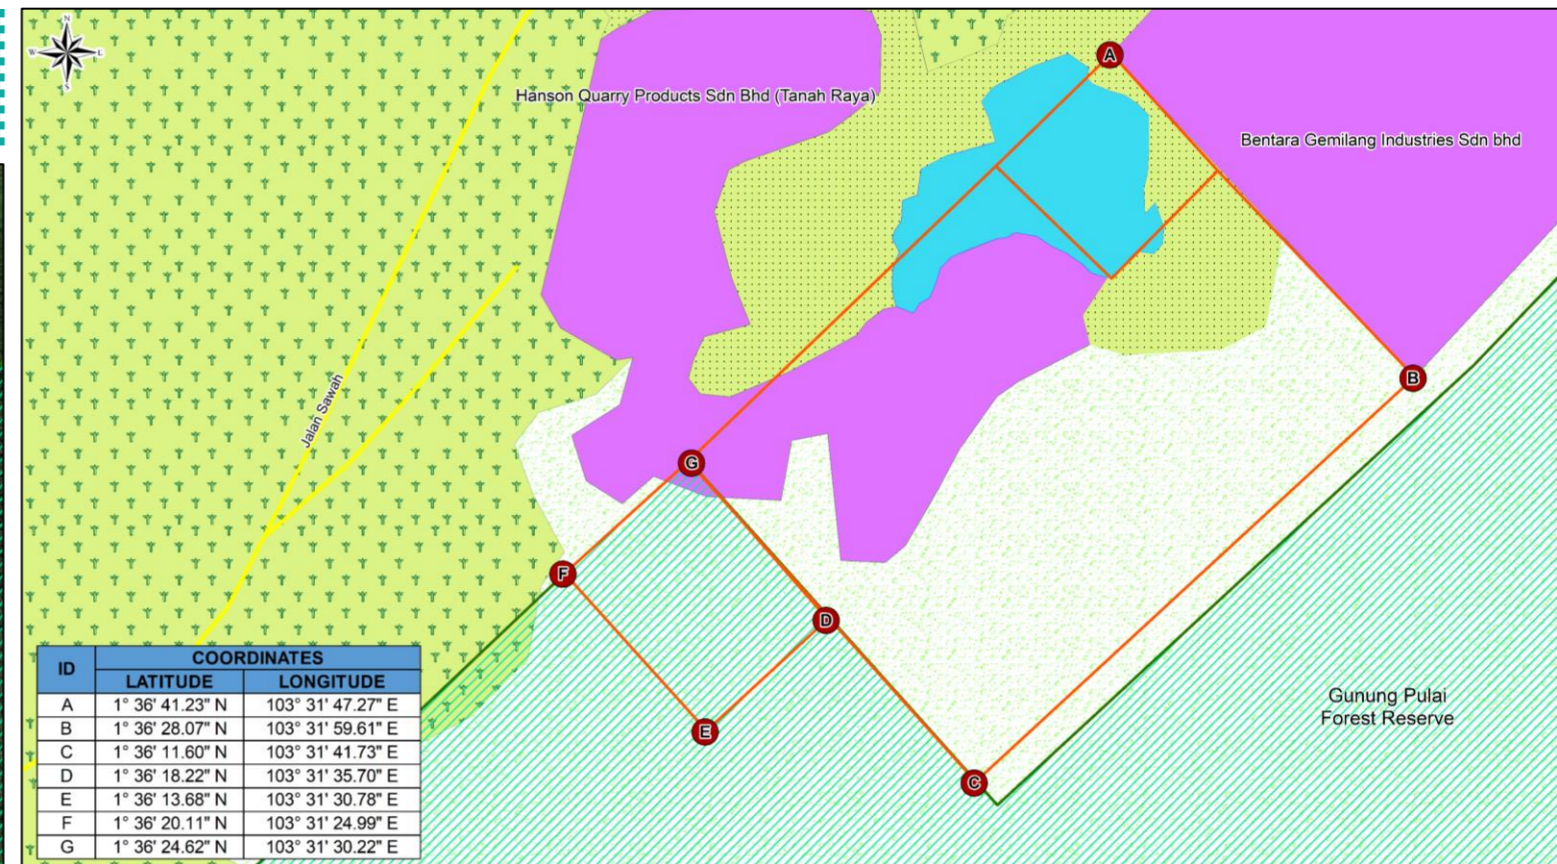 N
W
E
S
A
Hanson Quarry Products Sdn Bhd (Tanah Raya)
Bentara Gemilang Industries Sdn bhd
B
Jalan Sawah
G
F
D
E
C
Gunung Pulai
Forest Reserve
ID COORDINATES
LATITUDE LONGITUDE
A 1° 36' 41.23" N 103° 31' 47.27" E
B 1° 36' 28.07" N 103° 31' 59.61" E
C 1° 36' 11.60" N 103° 31' 41.73" E
D 1° 36' 18.22" N 103° 31' 35.70" E
E 1° 36' 13.68" N 103° 31' 30.78" E
F 1° 36' 20.11" N 103° 31' 24.99" E
G 1° 36' 24.62" N 103° 31' 30.22" E